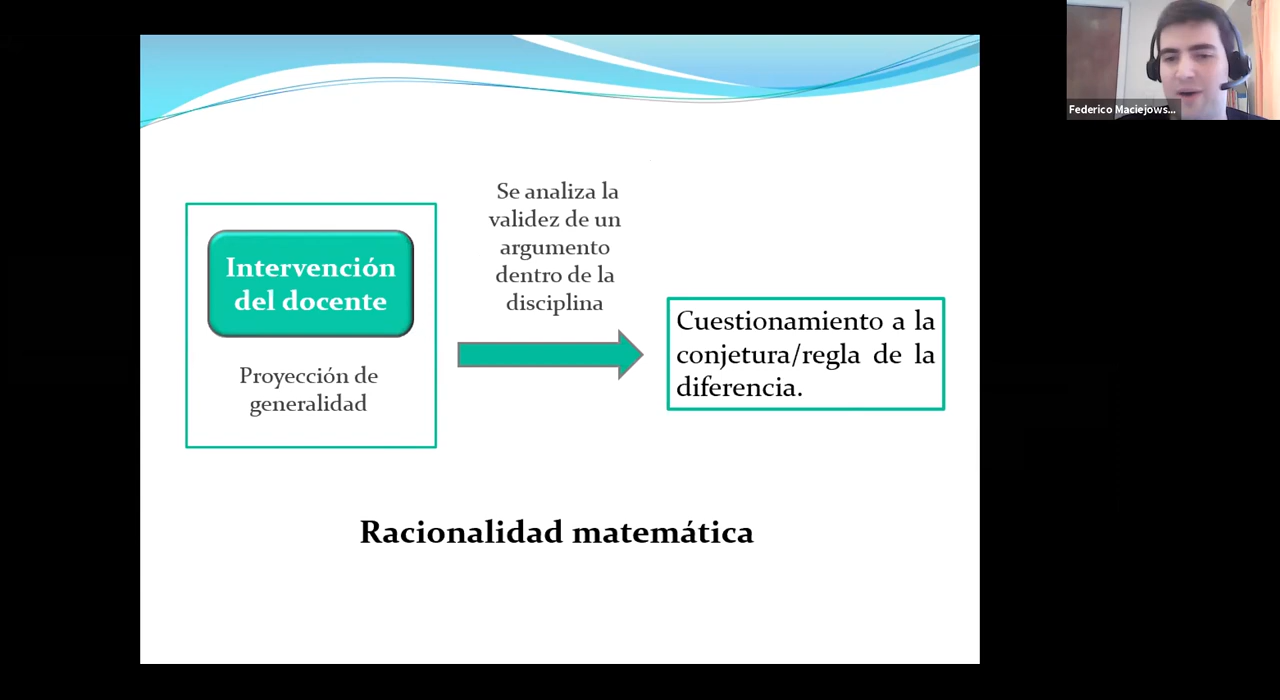 Federico Maciejows...
Se analiza la
validez de un
argumento
dentro de la
disciplina
Intervención
del docente
Proyección de
generalidad
Cuestionamiento a la
conjetura/regla de la
diferencia.
Racionalidad matemática